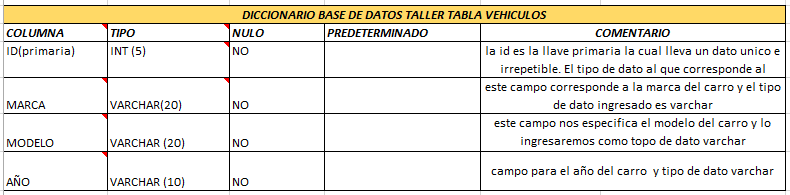 DICCIONARIO BASE DE DATOS TALLER TABLA VEHICULOS
COLUMNA TIPO NULO PREDETERMINADO COMENTARIO
ID(primaria) INT (5) NO la id es la llave primaria la cual lleva un dato unico e
irrepetible. El tipo de dato al que corresponde al
MARCA VARCHAR(20) NO este campo corresponde a la marca del carro y el tipo
de dato ingresado es varchar
MODELO VARCHAR (20) NO este campo nos especifica el modelo del carro y lo
ingresaremos como topo de dato varchar
AÑO VARCHAR (10) NO campo para el año del carro y tipo de dato varchar